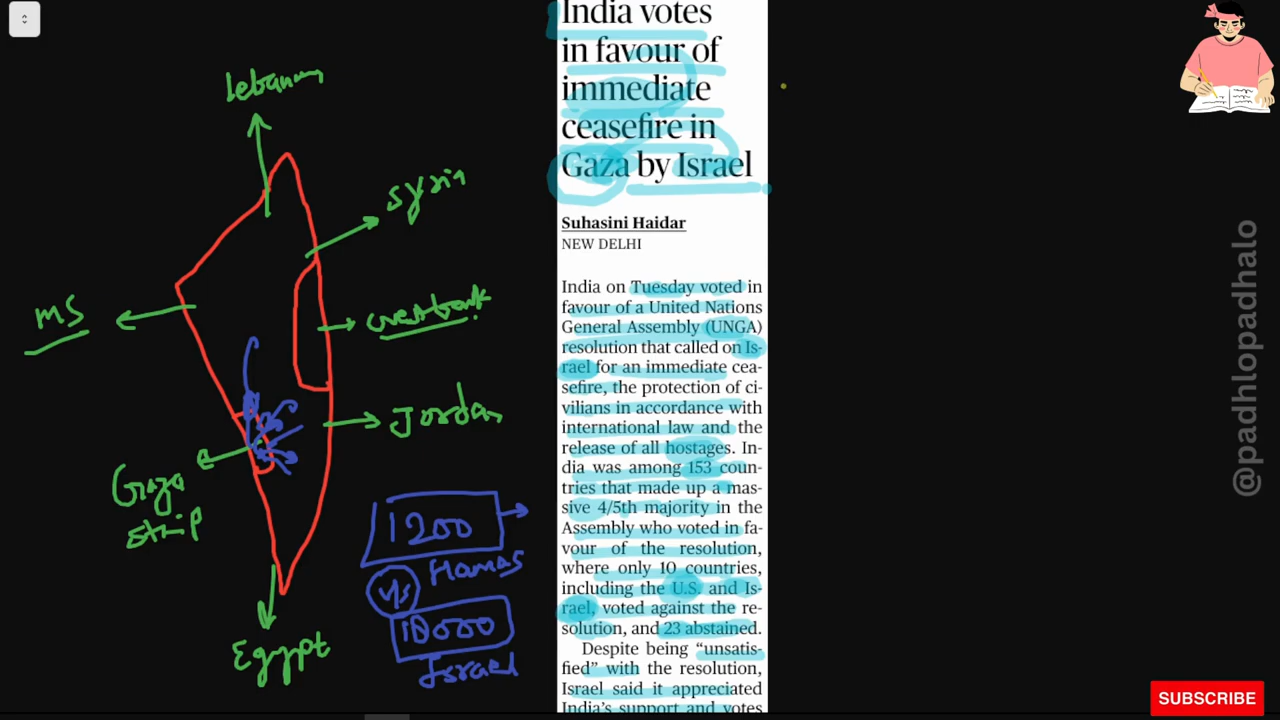 lebanon
syria
MS
westbank
Jordan
Gaza
strip
1200
Hamas
v/s
18000
Israel
Egypt
India votes
in favour of
immediate
ceasefire in
Gaza by Israel
Suhasini Haidar
NEW DELHI
India on Tuesday voted in
favour of a United Nations
General Assembly (UNGA)
resolution that called on Is-
rael for an immediate cea-
sefire, the protection of ci-
vilians in accordance with
international law and the
release of all hostages. In-
dia was among 153 coun-
tries that made up a mas-
sive 4/5th majority in the
Assembly who voted in fa-
vour of the resolution,
where only 10 countries,
including the U.S. and Is-
rael, voted against the re-
solution, and 23 abstained.
Despite being “unsatis-
fied” with the resolution,
Israel said it appreciated
India's support and votes
@padhlopadhalo
SUBSCRIBE